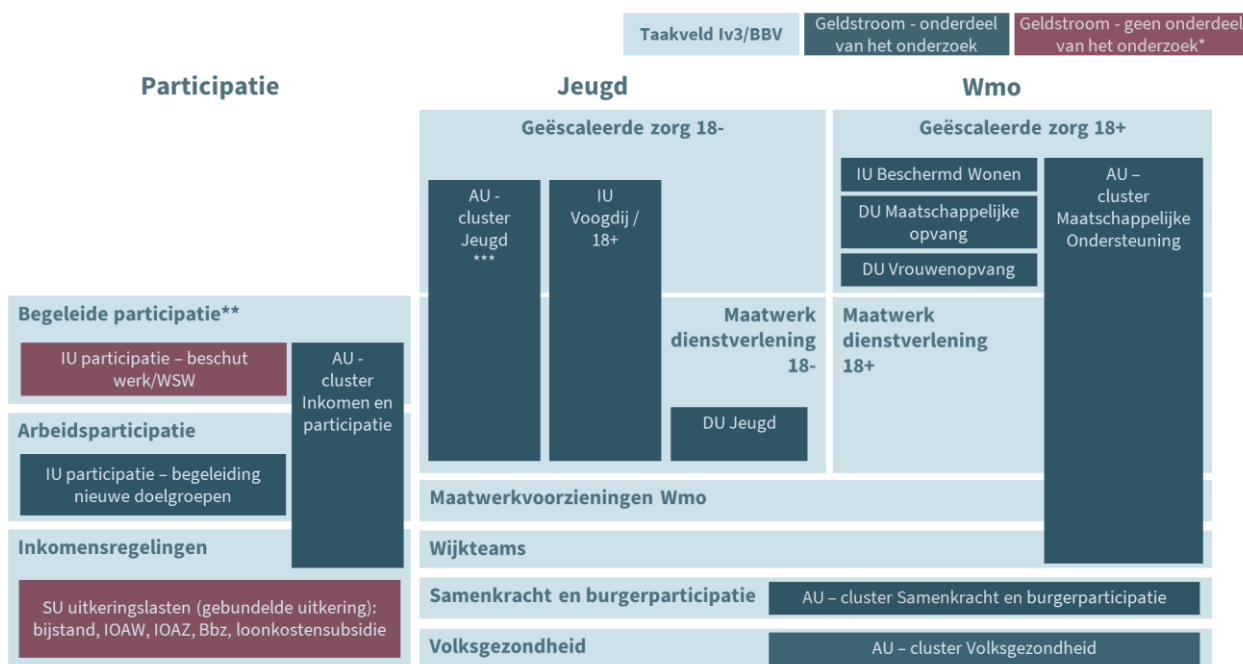 Taakveld Iv3/BBV
Geldstroom - onderdeel
van het onderzoek
Geldstroom - geen onderdeel
van het onderzoek*
Participatie
Jeugd
Wmo
Geëscaleerde zorg 18-
Geëscaleerde zorg 18+
AU -
cluster
Jeugd
***
IU
Voogdij /
18+
IU Beschermd Wonen
DU Maatschappelijke
opvang
DU Vrouwenopvang
AU –
cluster
Maatschappelijke
Ondersteuning
Begeleide participatie**
IU participatie – beschut
werk/WSW
AU -
cluster
Inkomen en
participatie
Maatwerk
dienstverlening
18-
Maatwerk
dienstverlening
18+
DU Jeugd
Arbeidsparticipatie
IU participatie – begeleiding
nieuwe doelgroepen
Maatwerkvoorzieningen Wmo
Inkomensregelingen
Wijkteams
SU uitkeringslasten (gebundelde uitkering):
bijstand, IOAW, IOAZ, Bbz, loonkostensubsidie
Samenkracht en burgerparticipatie
AU – cluster Samenkracht en burgerparticipatie
Volksgezondheid
AU – cluster Volksgezondheid